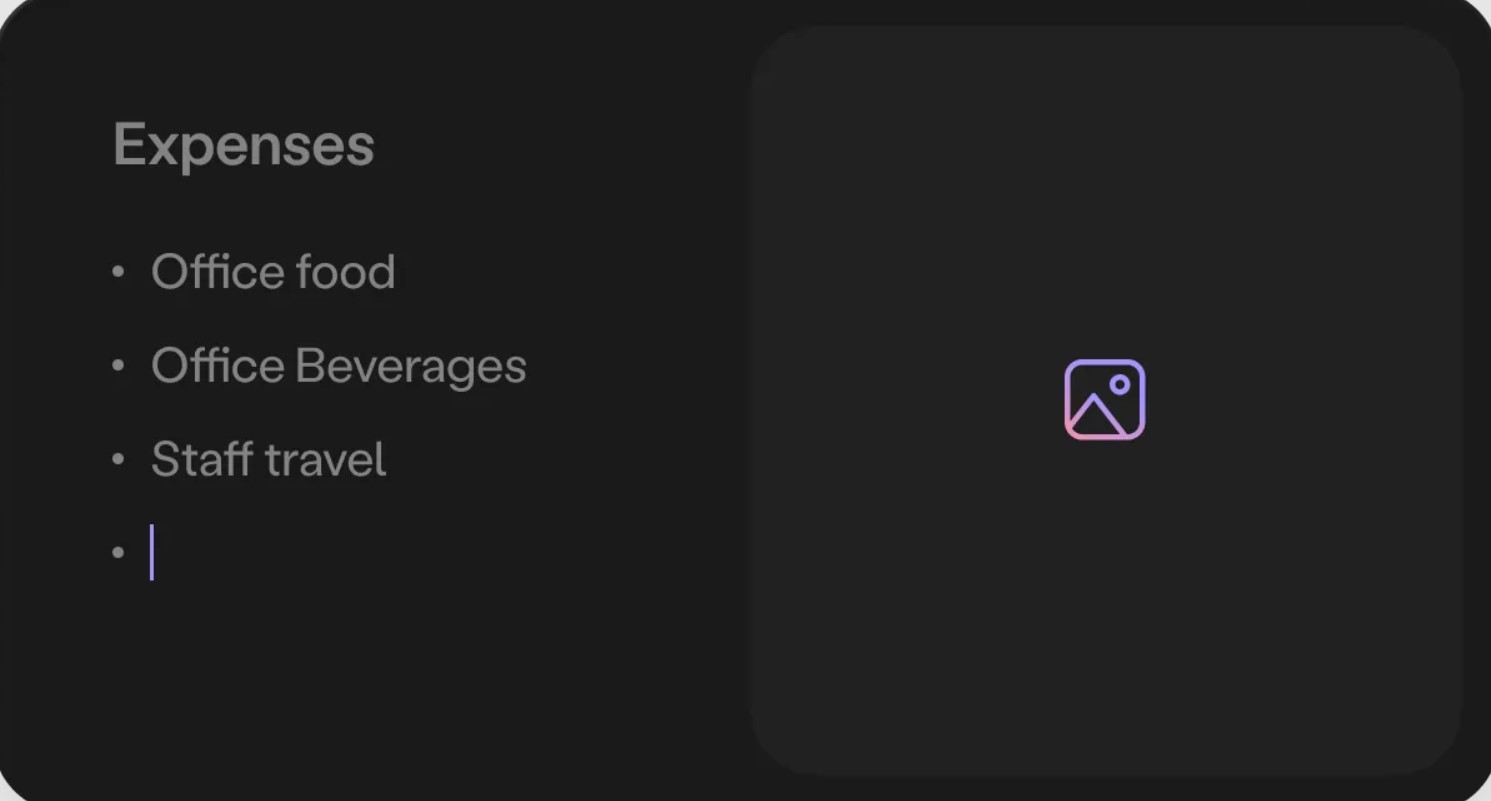 Expenses
• Office food
• Office Beverages
• Staff travel
•